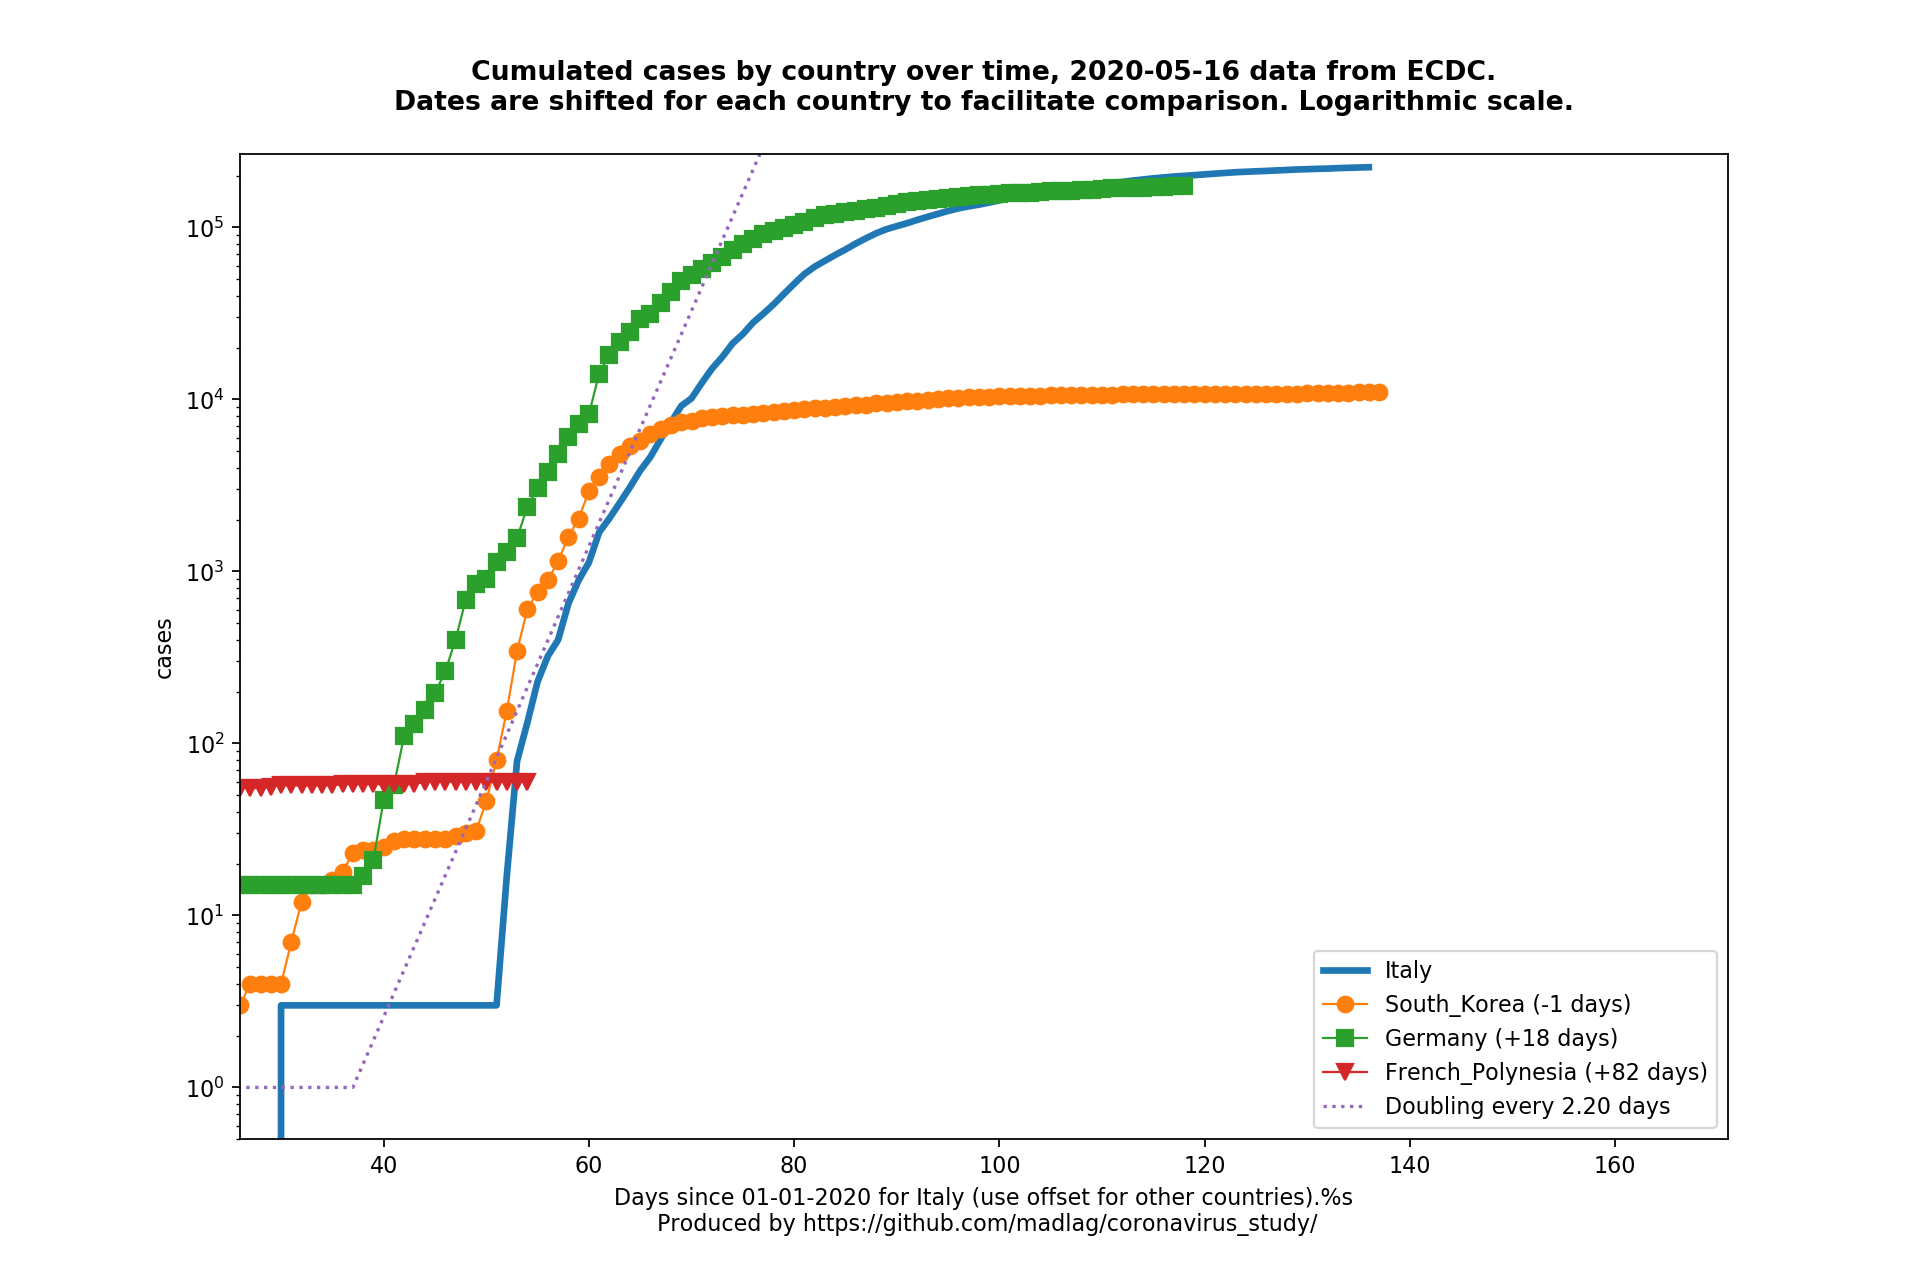 Cumulated cases by country over time, 2020-05-16 data from ECDC.
Dates are shifted for each country to facilitate comparison. Logarithmic scale.
cases
10^5
10^4
10^3
10^2
10^1
10^0
40 60 80 100 120 140 160
Italy
South_Korea (-1 days)
Germany (+18 days)
French_Polynesia (+82 days)
Doubling every 2.20 days
Days since 01-01-2020 for Italy (use offset for other countries).%s
Produced by https://github.com/madlag/coronavirus_study/